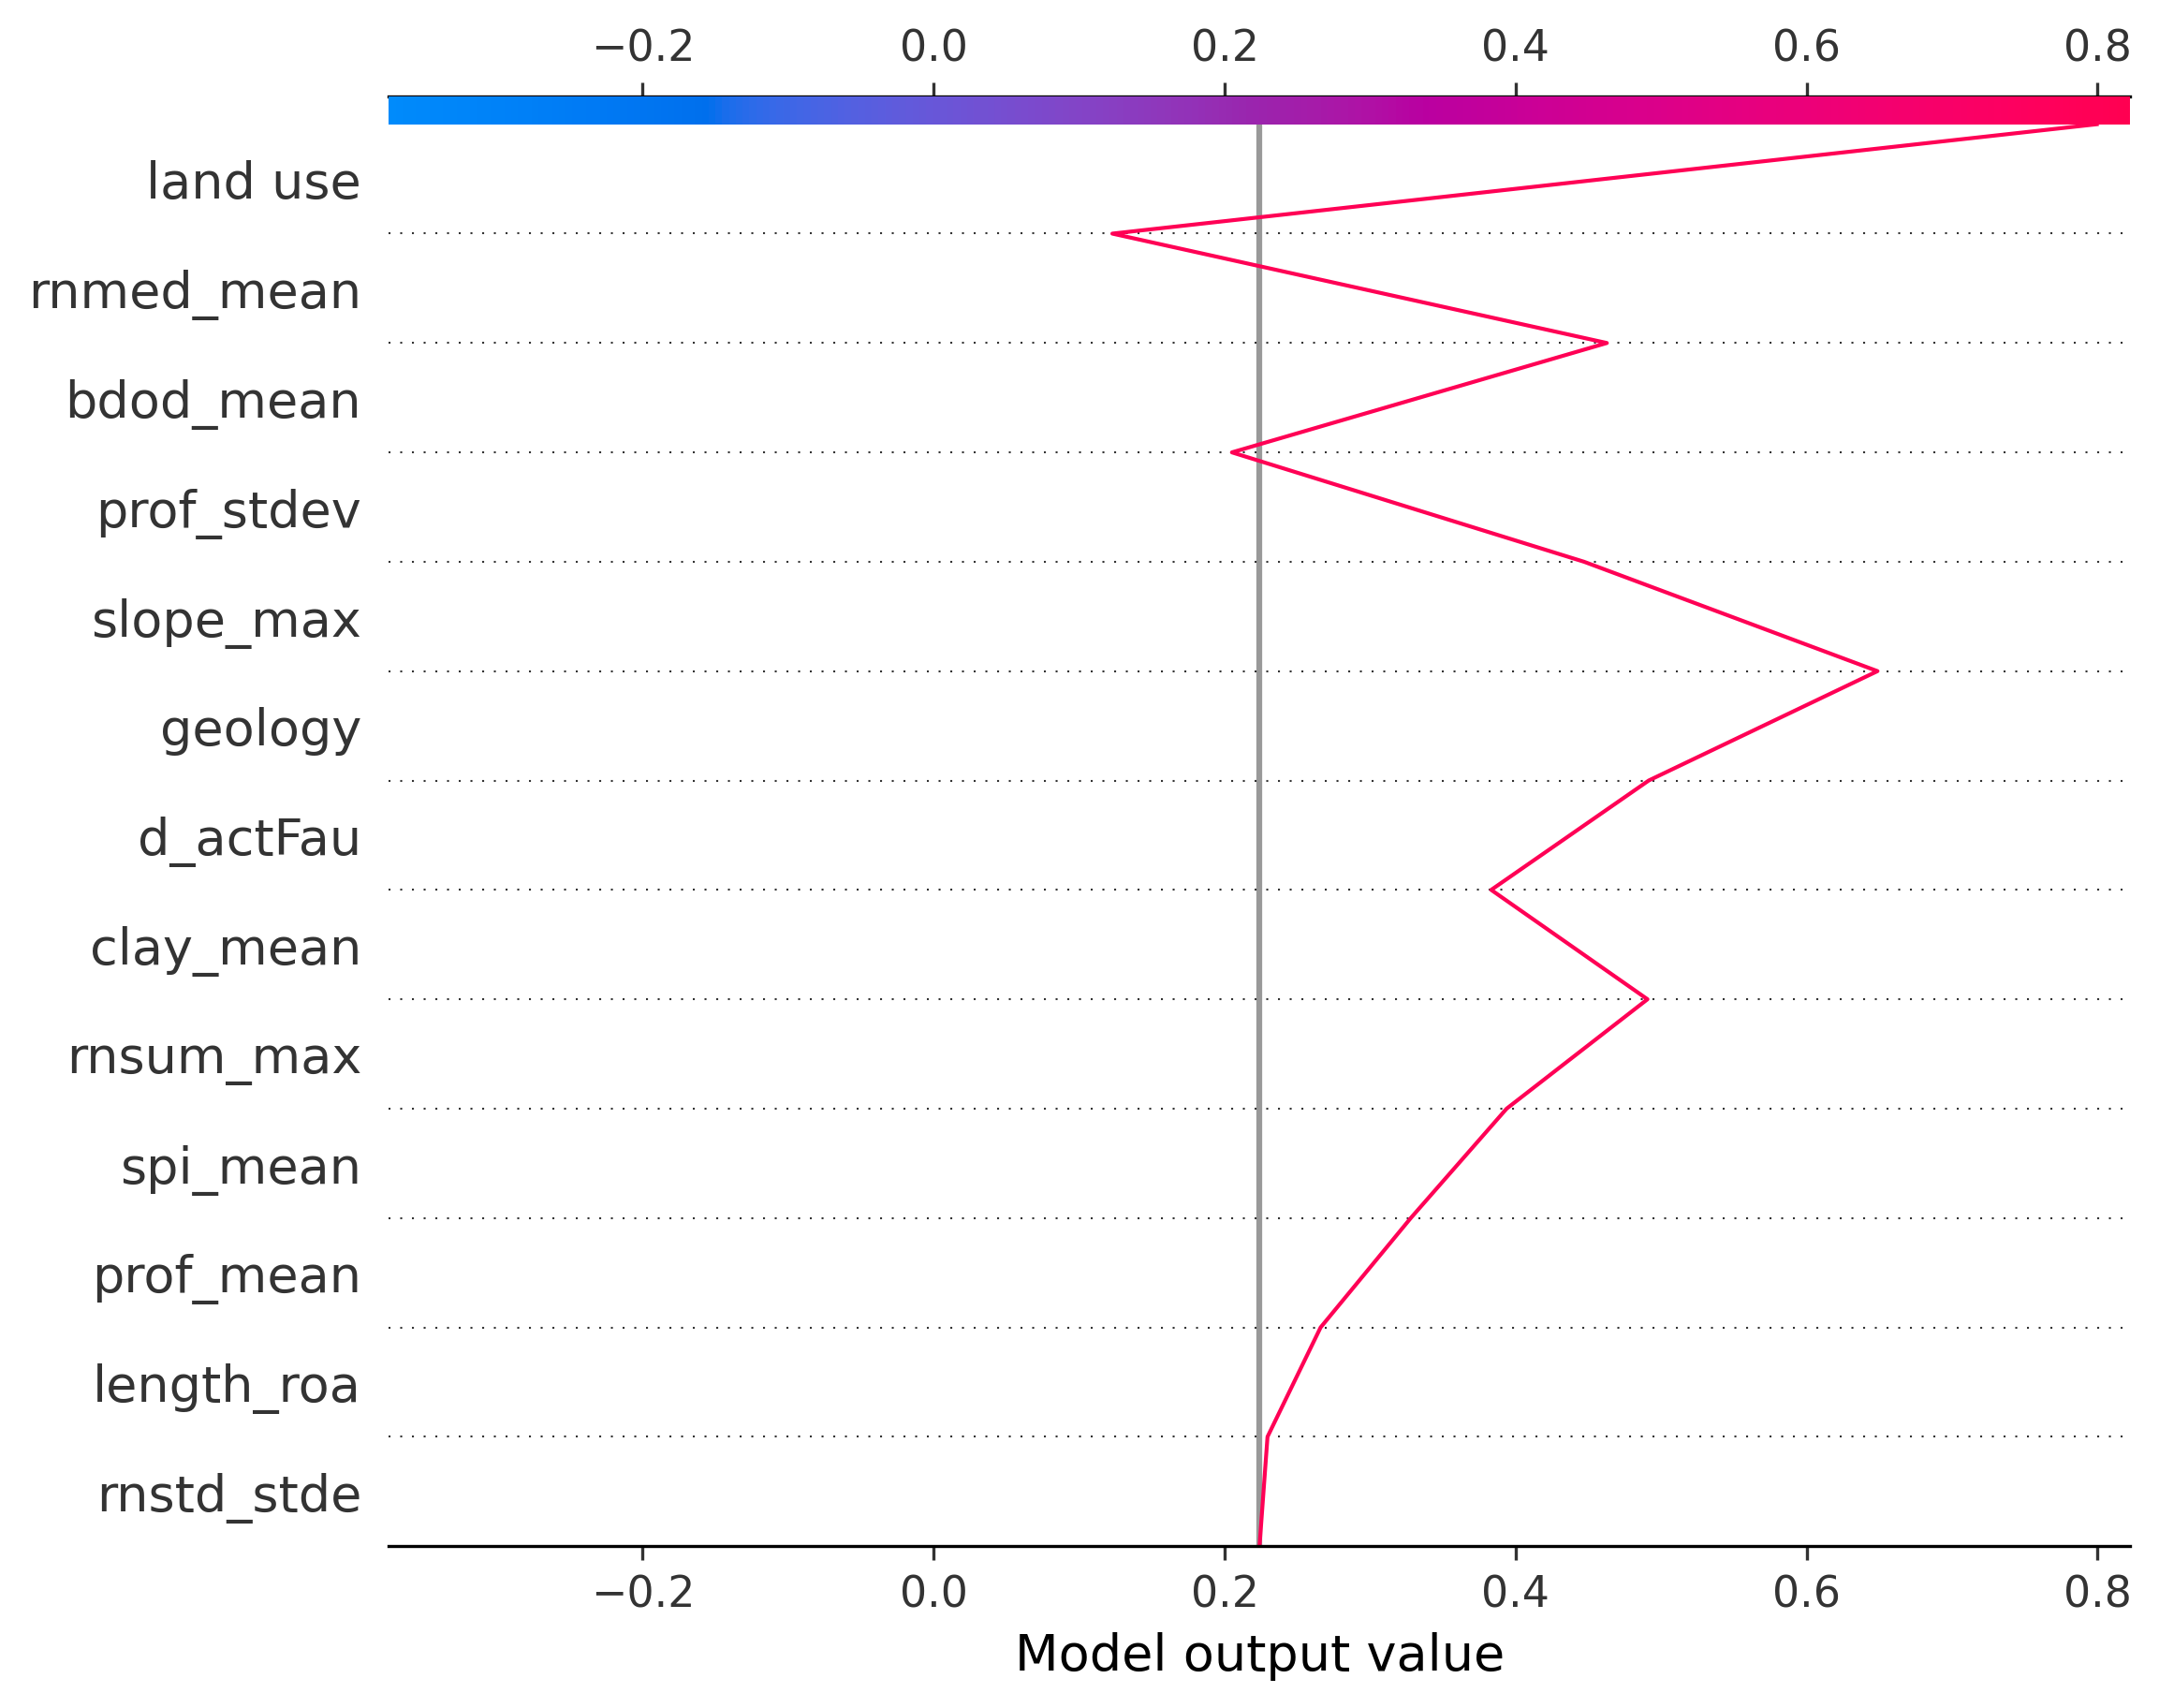 −0.2 0.0 0.2 0.4 0.6 0.8
land use
rnmed_mean
bdod_mean
prof_stdev
slope_max
geology
d_actFau
clay_mean
rnsum_max
spi_mean
prof_mean
length_roa
rnstd_stde
−0.2 0.0 0.2 0.4 0.6 0.8
Model output value